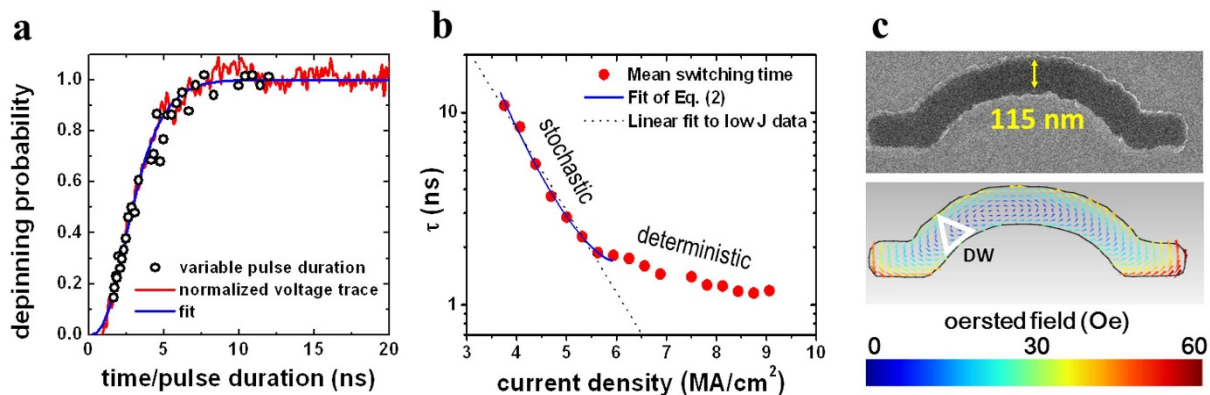 a
depinning probability
1.0
0.8
0.6
0.4
0.2
0.0
variable pulse duration
normalized voltage trace
fit
0 5 10 15 20
time/pulse duration (ns)
b
τ (ns)
10
1
Mean switching time
Fit of Eq. (2)
Linear fit to low J data
stochastic
deterministic
3 4 5 6 7 8 9 10
current density (MA/cm²)
c
115 nm
DW
oersted field (Oe)
0 30 60